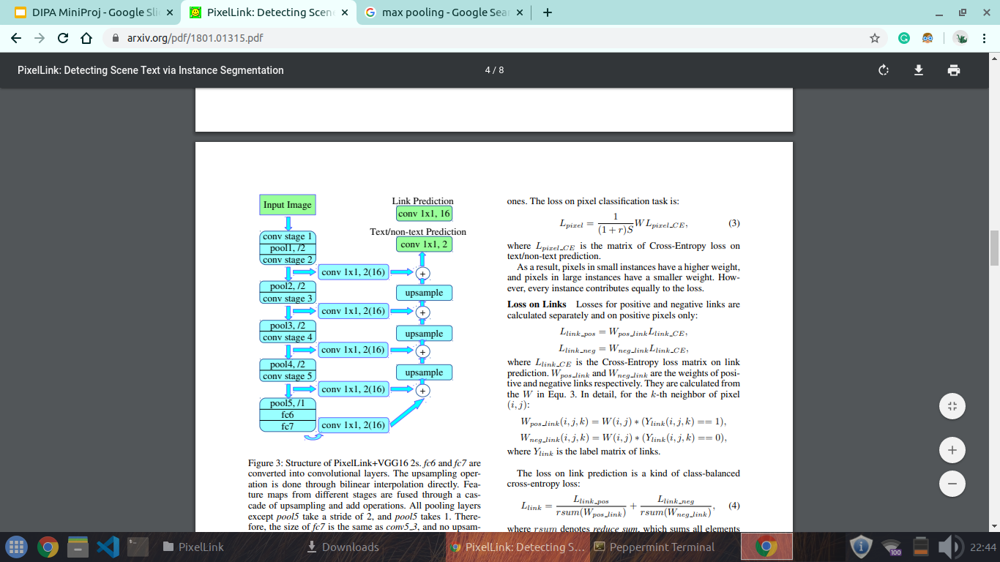 DIPA MiniProj - Google Sli
PixelLink: Detecting Scene
max pooling - Google Sear
arxiv.org/pdf/1801.01315.pdf
PixelLink: Detecting Scene Text via Instance Segmentation
4 / 8
Input Image
conv stage 1
pool1, /2
conv stage 2
pool2, /2
conv stage 3
pool3, /2
conv stage 4
pool4, /2
conv stage 5
pool5, /1
fc6
fc7
conv 1x1, 2(16)
conv 1x1, 2(16)
conv 1x1, 2(16)
conv 1x1, 2(16)
conv 1x1, 2(16)
Link Prediction
conv 1x1, 16
Text/non-text Prediction
conv 1x1, 2
+
upsample
+
upsample
+
upsample
+
Figure 3: Structure of PixelLink+VGG16 2s. fc6 and fc7 are
converted into convolutional layers. The upsampling oper-
ation is done through bilinear interpolation directly. Fea-
ture maps from different stages are fused through a cas-
cade of upsampling and add operations. All pooling layers
except pool5 take a stride of 2, and pool5 takes 1. There-
fore, the size of fc7 is the same as conv5_3, and no upsam-
ones. The loss on pixel classification task is:
L_{pixel} = \frac{1}{(1 + r)S} W L_{pixel\_CE}, (3)
where L_{pixel\_CE} is the matrix of Cross-Entropy loss on
text/non-text prediction.
As a result, pixels in small instances have a higher weight,
and pixels in large instances have a smaller weight. How-
ever, every instance contributes equally to the loss.
Loss on Links Losses for positive and negative links are
calculated separately and on positive pixels only:
L_{link\_pos} = W_{pos\_link} L_{link\_CE},
L_{link\_neg} = W_{neg\_link} L_{link\_CE},
where L_{link\_CE} is the Cross-Entropy loss matrix on link
prediction. W_{pos\_link} and W_{neg\_link} are the weights of posi-
tive and negative links respectively. They are calculated from
the W in Equ. 3. In detail, for the k-th neighbor of pixel
(i, j):
W_{pos\_link}(i, j, k) = W(i, j) * (Y_{link}(i, j, k) == 1),
W_{neg\_link}(i, j, k) = W(i, j) * (Y_{link}(i, j, k) == 0),
where Y_{link} is the label matrix of links.
The loss on link prediction is a kind of class-balanced
cross-entropy loss:
L_{link} = \frac{L_{link\_pos}}{rsum(W_{pos\_link})} + \frac{L_{link\_neg}}{rsum(W_{neg\_link})}, (4)
where rsum denotes reduce sum, which sums all elements
PixelLink
Downloads
PixelLink: Detecting S...
Peppermint Terminal
100
22:44